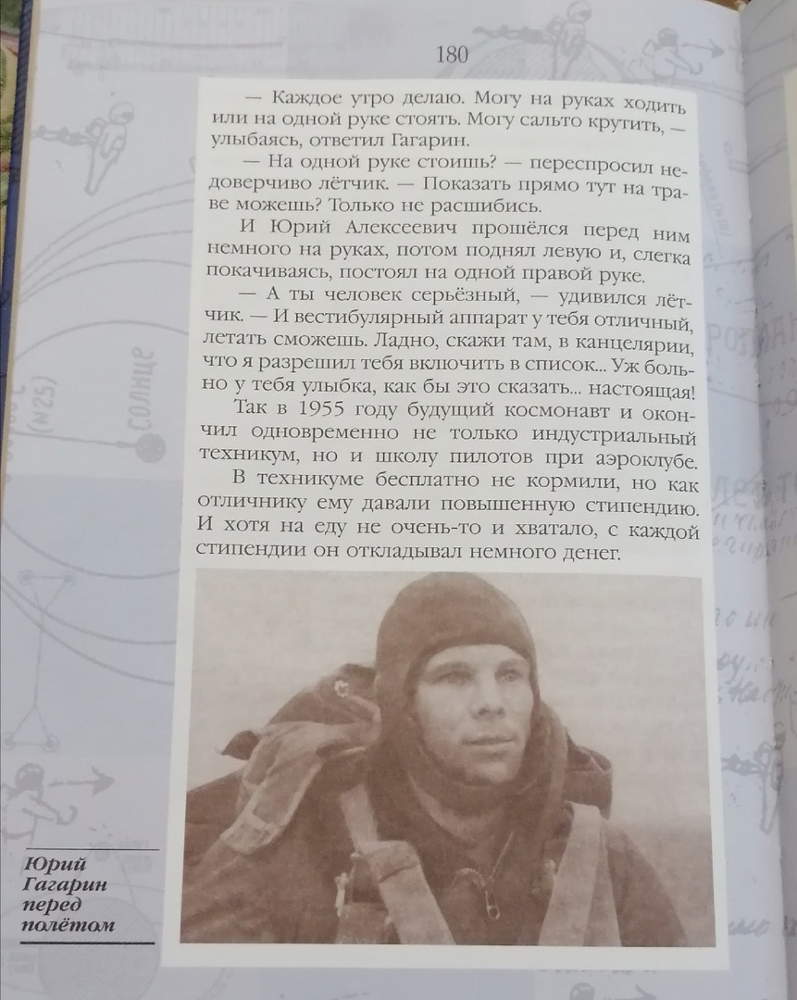 180
— Каждое утро делаю. Могу на руках ходить
или на одной руке стоять. Могу сальто крутить, —
улыбаясь, ответил Гагарин.
— На одной руке стоишь? — переспросил не-
доверчиво лётчик. — Показать прямо тут на тра-
ве можешь? Только не расшибись.
И Юрий Алексеевич прошёлся перед ним
немного на руках, потом поднял левую и, слегка
покачиваясь, постоял на одной правой руке.
— А ты человек серьёзный, — удивился лёт-
чик. — И вестибулярный аппарат у тебя отличный,
летать сможешь. Ладно, скажи там, в канцелярии,
что я разрешил тебя включить в список... Уж боль-
но у тебя улыбка, как бы это сказать... настоящая!
Так в 1955 году будущий космонавт и окон-
чил одновременно не только индустриальный
техникум, но и школу пилотов при аэроклубе.
В техникуме бесплатно не кормили, но как
отличнику ему давали повышенную стипендию.
И хотя на еду не очень-то и хватало, с каждой
стипендии он откладывал немного денег.
Юрий
Гагарин
перед
полётом
СОЛНЦЕ
(N25)